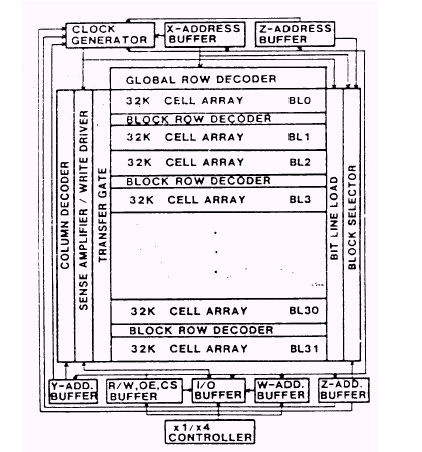 CLOCK GENERATOR
X-ADDRESS BUFFER
Z-ADDRESS BUFFER
GLOBAL ROW DECODER
32K CELL ARRAY BL0
BLOCK ROW DECODER
32K CELL ARRAY BL1
32K CELL ARRAY BL2
BLOCK ROW DECODER
32K CELL ARRAY BL3
32K CELL ARRAY BL30
BLOCK ROW DECODER
32K CELL ARRAY BL31
COLUMN DECODER
SENSE AMPLIFIER / WRITE DRIVER
TRANSFER GATE
BIT LINE LOAD
BLOCK SELECTOR
Y-ADD. BUFFER
R/W,OE,CS BUFFER
I/O BUFFER
W-ADD. BUFFER
Z-ADD. BUFFER
x1/x4 CONTROLLER